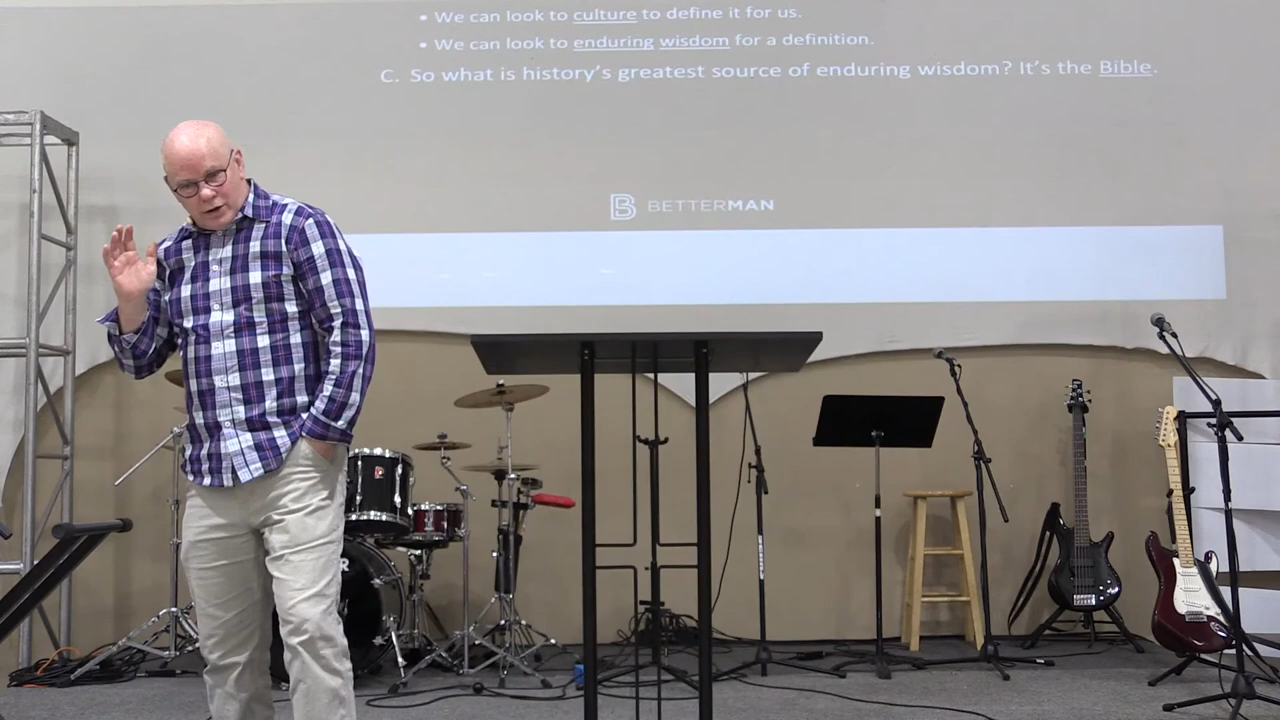 • We can look to culture to define it for us.
• We can look to enduring wisdom for a definition.
C. So what is history's greatest source of enduring wisdom? It's the Bible.
B BETTERMAN